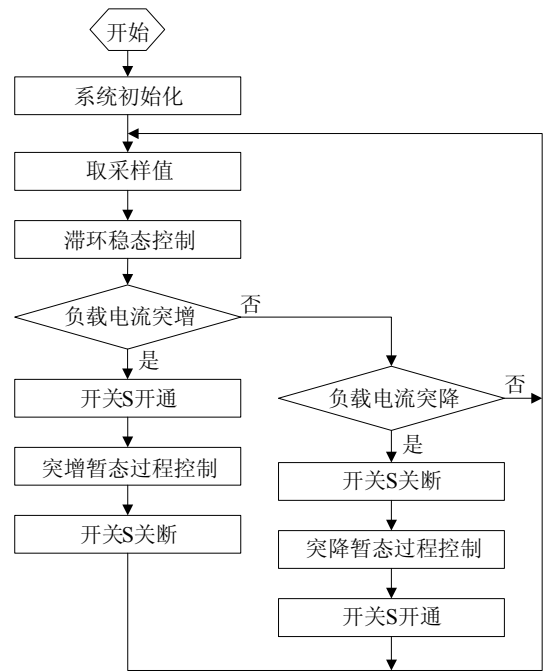 开始
系统初始化
取采样值
滞环稳态控制
负载电流突增
否
是
开关S开通
突增暂态过程控制
开关S关断
负载电流突降
否
是
开关S关断
突降暂态过程控制
开关S开通